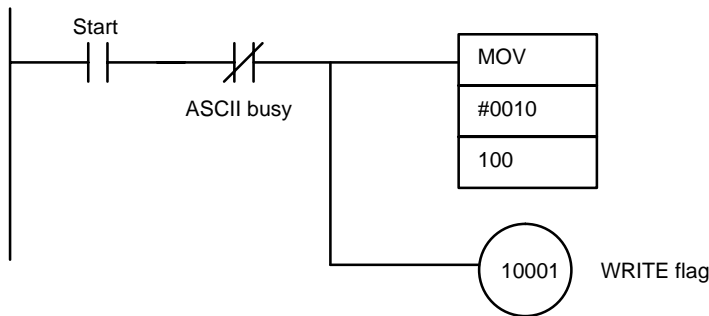 Start
ASCII busy
MOV
#0010
100
10001 WRITE flag